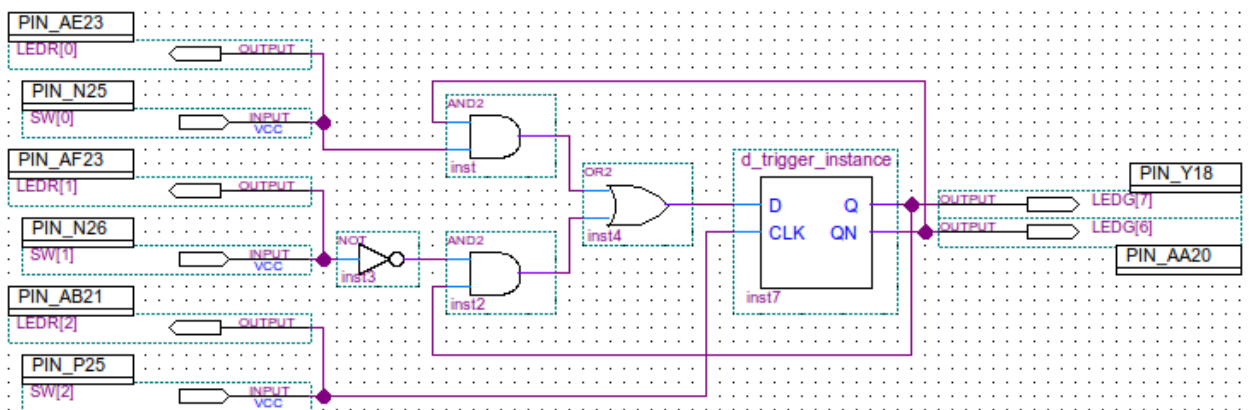 PIN_AE23
LEDR[0] OUTPUT
PIN_N25
SW[0] INPUT
VCC
PIN_AF23
LEDR[1] OUTPUT
PIN_N26
SW[1] INPUT
VCC
PIN_AB21
LEDR[2] OUTPUT
PIN_P25
SW[2] INPUT
VCC
NOT
inst3
AND2
inst
AND2
inst2
OR2
inst4
d_trigger_instance
D Q
CLK QN
inst7
PIN_Y18
OUTPUT LEDG[7]
OUTPUT LEDG[6]
PIN_AA20